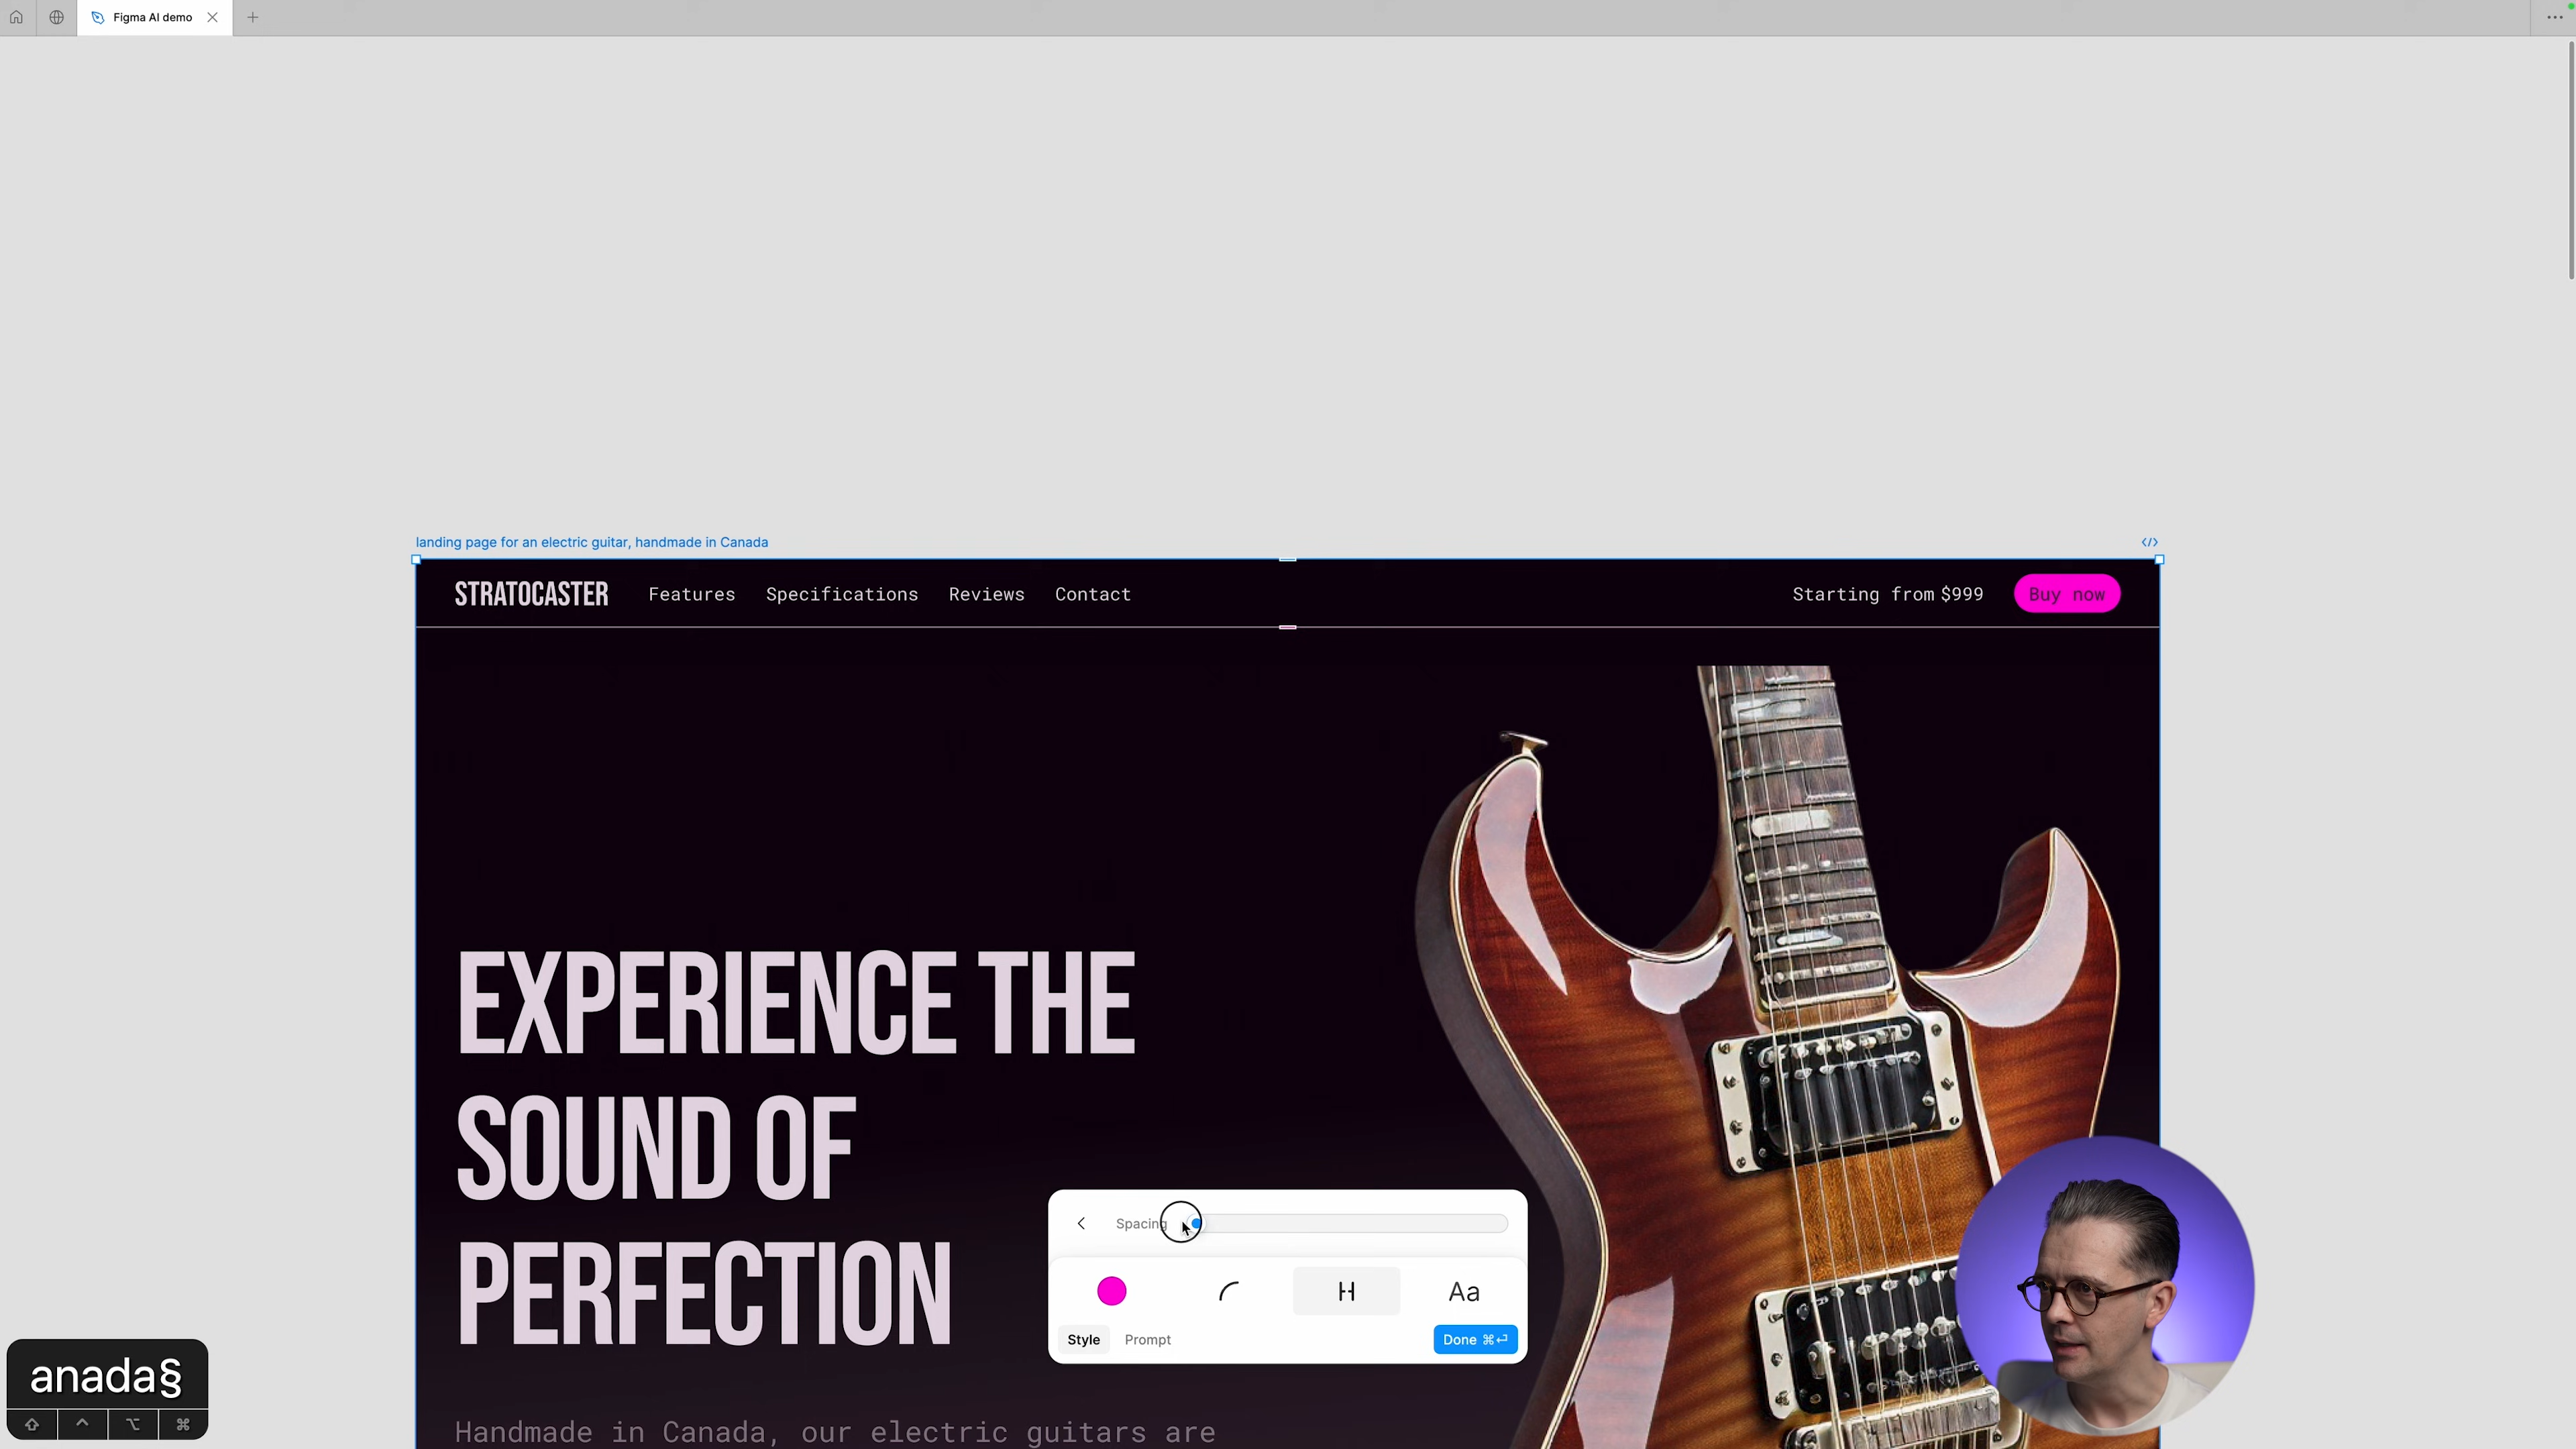 Figma AI demo
landing page for an electric guitar, handmade in Canada
STRATOCASTER Features Specifications Reviews Contact Starting from $999 Buy now
EXPERIENCE THE
SOUND OF
PERFECTION
Handmade in Canada, our electric guitars are
Spacing
Aa
Style Prompt Done ⌘⏎
anada§